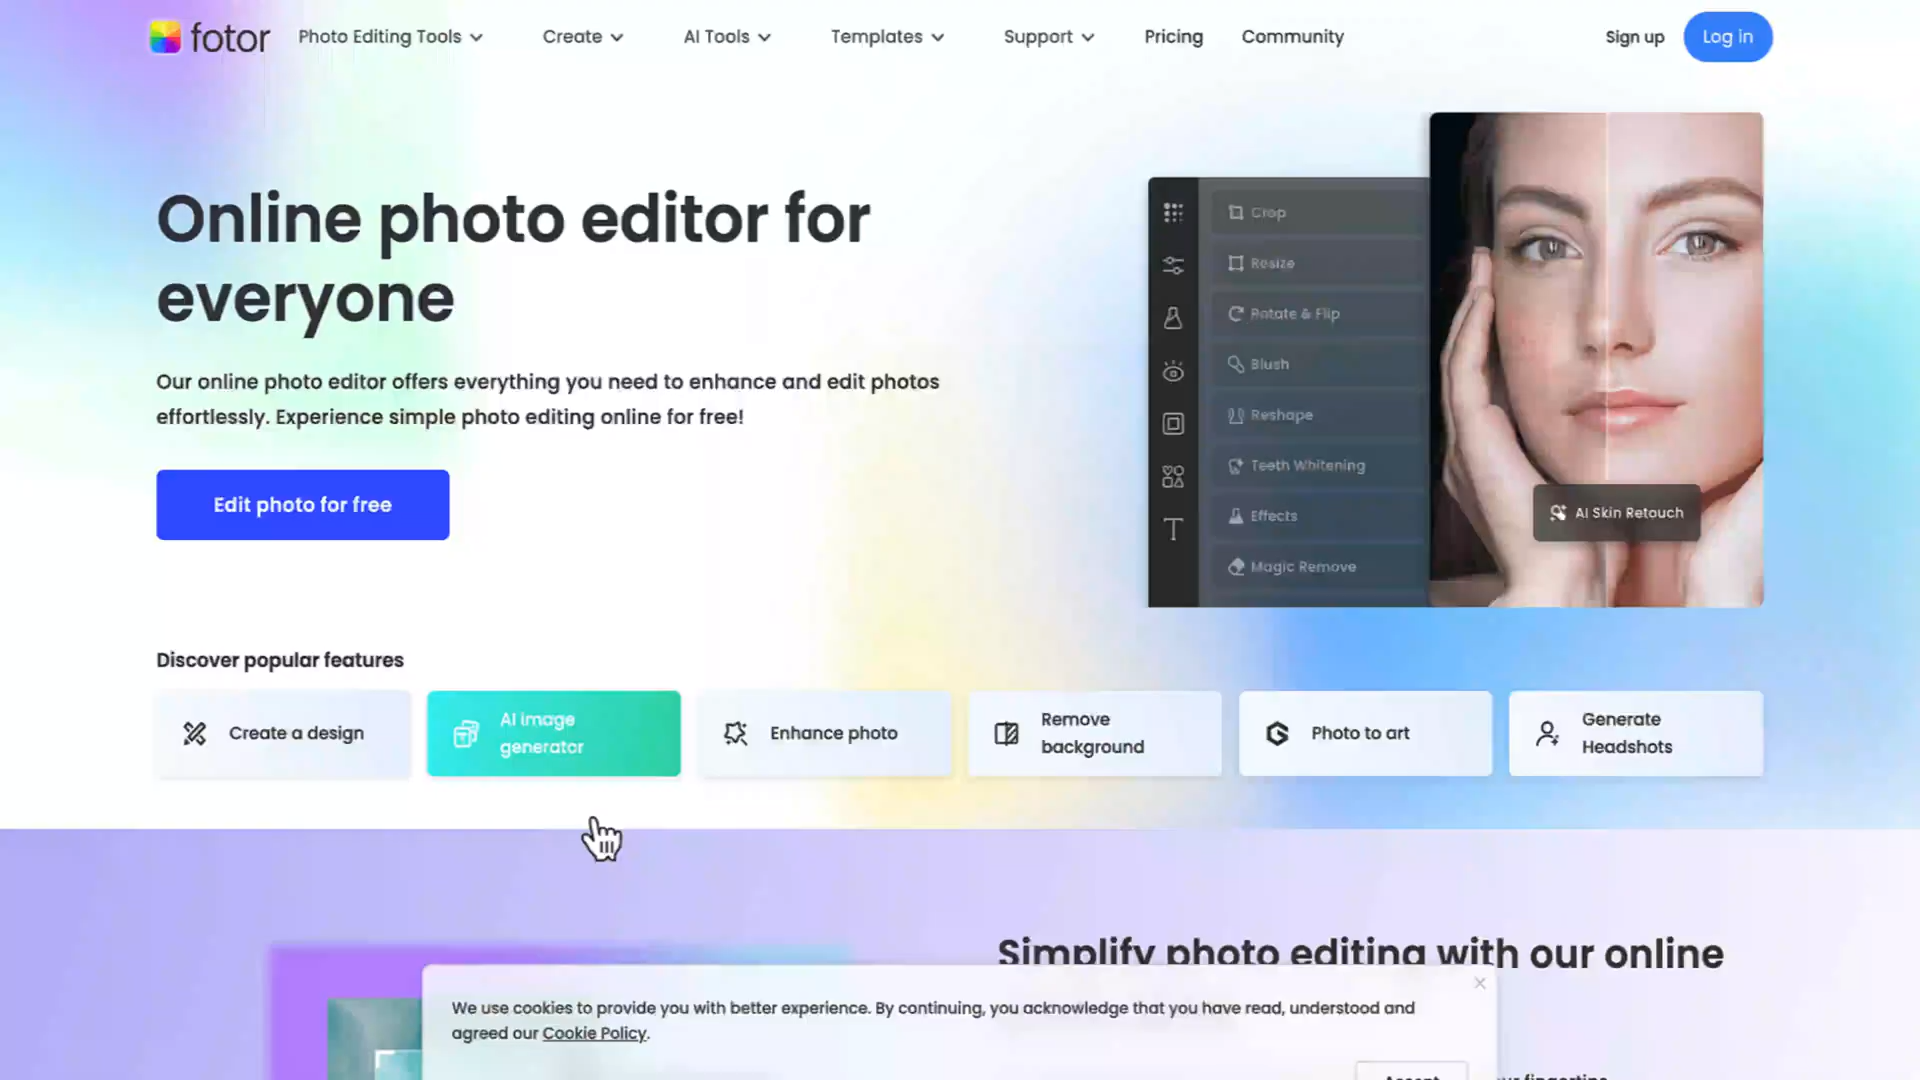 fotor
Photo Editing Tools
Create
AI Tools
Templates
Support
Pricing
Community
Sign up
Log in
Online photo editor for
everyone
Our online photo editor offers everything you need to enhance and edit photos
effortlessly. Experience simple photo editing online for free!
Edit photo for free
Crop
Resize
Rotate & Flip
Blush
Reshape
Teeth Whitening
Effects
Magic Remove
AI Skin Retouch
Discover popular features
Create a design
AI image
generator
Enhance photo
Remove
background
Photo to art
Generate
Headshots
Simplify photo editing with our online
We use cookies to provide you with better experience. By continuing, you acknowledge that you have read, understood and
agreed our Cookie Policy.
Accept